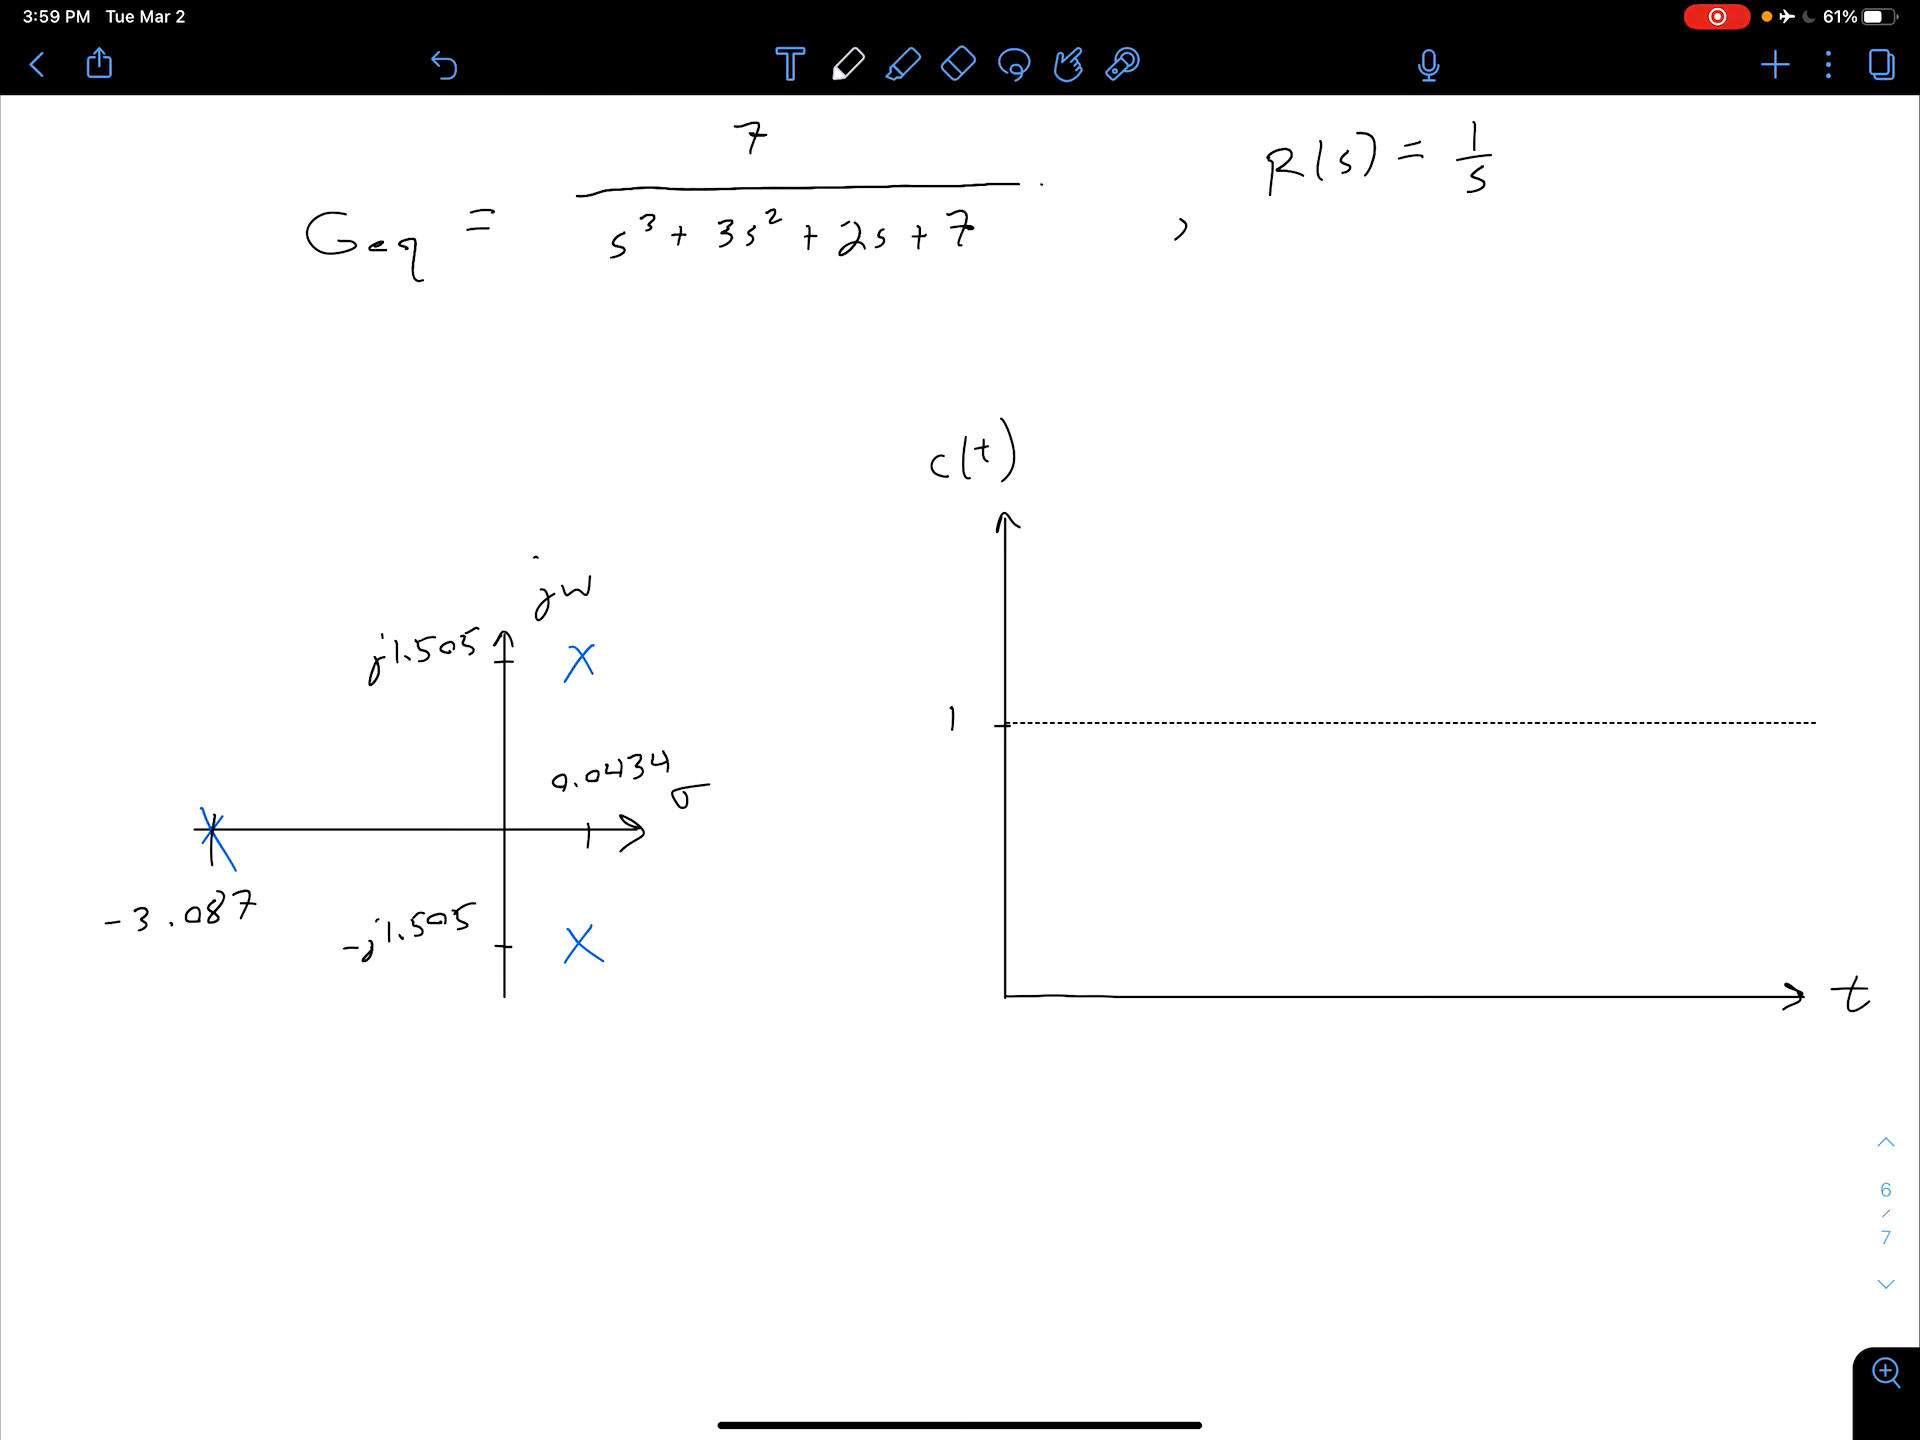 3:59 PM Tue Mar 2 61%
Geq = 7 / (s³ + 3s² + 2s + 7) , R(s) = 1/s
c(t)
jw
j1.505
1
0.0434
σ
-3.087
-j1.505
t
6
/
7